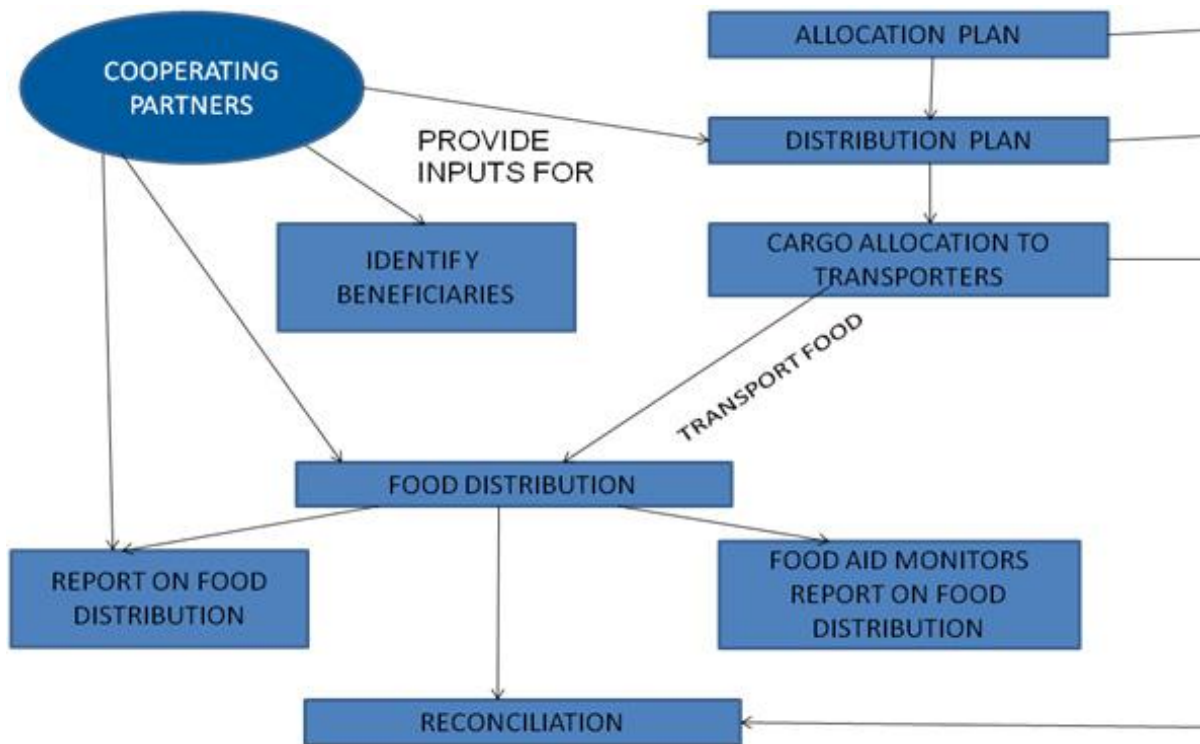 COOPERATING
PARTNERS
ALLOCATION PLAN
PROVIDE
INPUTS FOR
DISTRIBUTION PLAN
IDENTIFY
BENEFICIARIES
CARGO ALLOCATION TO
TRANSPORTERS
TRANSPORT FOOD
FOOD DISTRIBUTION
REPORT ON FOOD
DISTRIBUTION
FOOD AID MONITORS
REPORT ON FOOD
DISTRIBUTION
RECONCILIATION